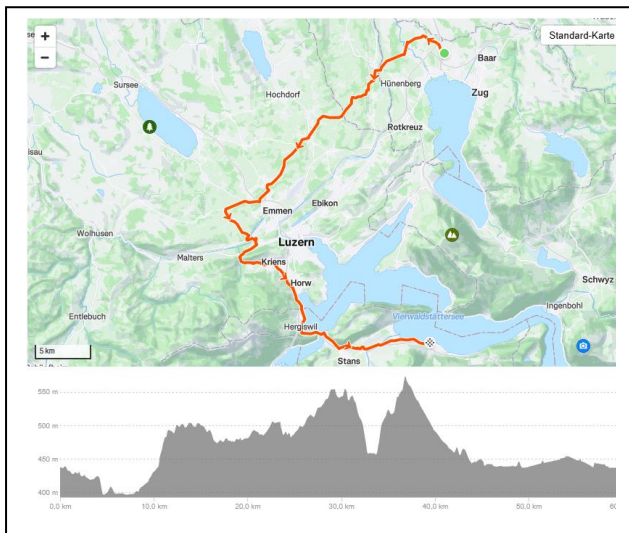 +
Standard-Karte
−
Baar
Sursee
Hünenberg
Hochdorf
Zug
Rotkreuz
Emmen
Ebikon
Wolhusen
Luzern
Malters
Kriens
Schwyz
Horw
Ingenbohl
Entlebuch
Vierwaldstättersee
Hergiswil
5 km
Stans
550 m
500 m
450 m
400 m
0,0 km
10,0 km
20,0 km
30,0 km
40,0 km
50,0 km